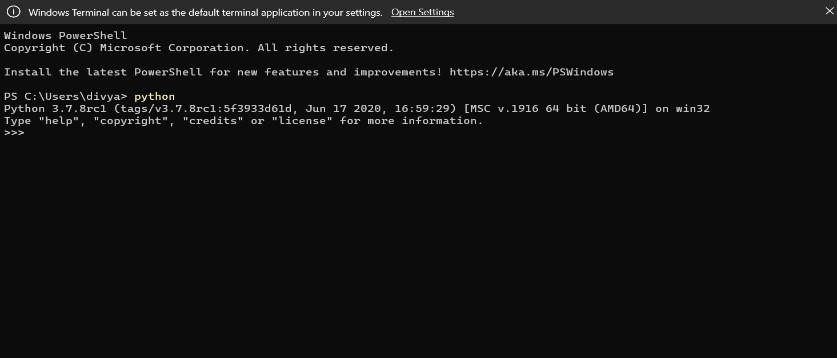 Windows Terminal can be set as the default terminal application in your settings. Open Settings
Windows PowerShell
Copyright (C) Microsoft Corporation. All rights reserved.
Install the latest PowerShell for new features and improvements! https://aka.ms/PSWindows
PS C:\Users\divya> python
Python 3.7.8rc1 (tags/v3.7.8rc1:5f3933d61d, Jun 17 2020, 16:59:29) [MSC v.1916 64 bit (AMD64)] on win32
Type "help", "copyright", "credits" or "license" for more information.
>>>